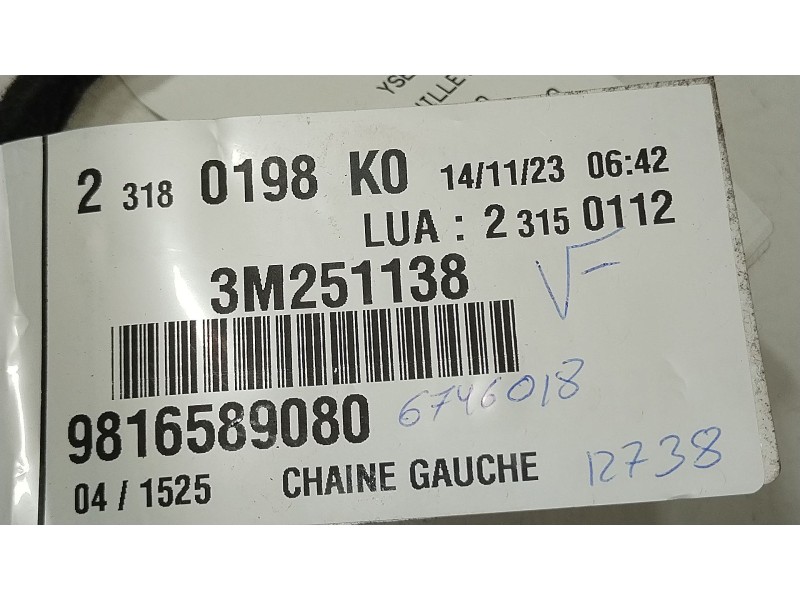 ILLE
2 318 0198 K0 14/11/23 06:42
LUA : 2 315 0112
3M251138
9816589080 6746018
04 / 1525 CHAINE GAUCHE 12738